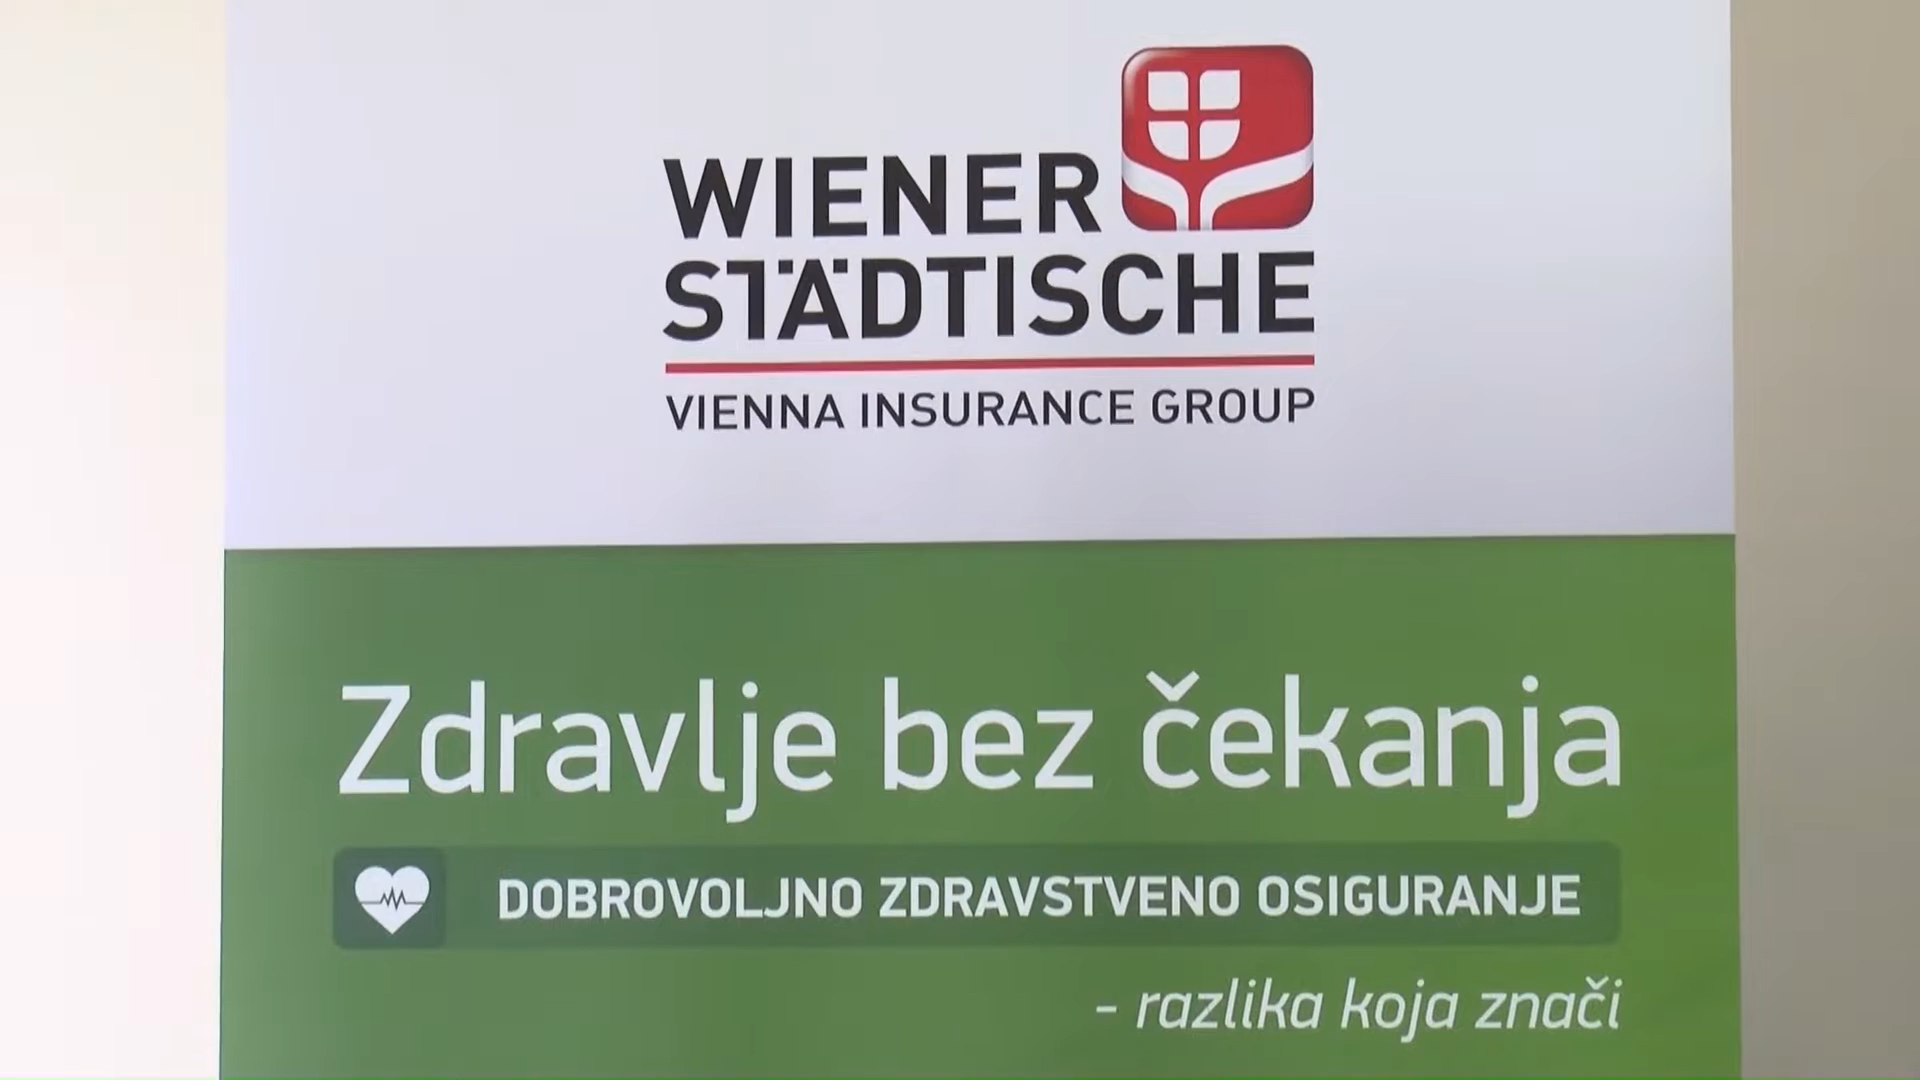 WIENER
STÄDTISCHE
VIENNA INSURANCE GROUP
Zdravlje bez čekanja
DOBROVOLJNO ZDRAVSTVENO OSIGURANJE
- razlika koja znači